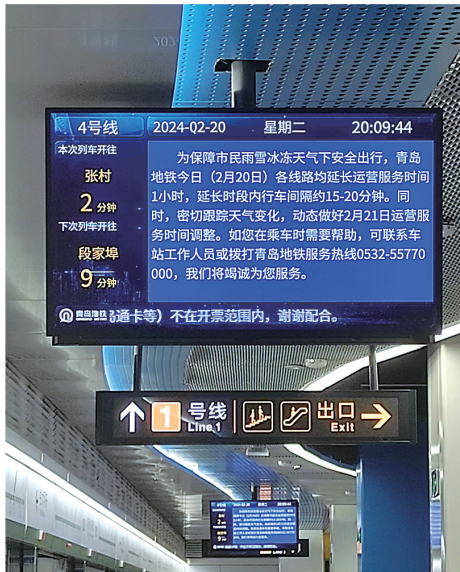 4号线 2024-02-20 星期二 20:09:44
本次列车开往
张村
2 分钟
下次列车开往
段家埠
9 分钟
为保障市民雨雪冰冻天气下安全出行，青岛
地铁今日（2月20日）各线路均延长运营服务时间
1小时，延长时段内行车间隔约15-20分钟。同
时，密切跟踪天气变化，动态做好2月21日运营服
务时间调整。如您在乘车时需要帮助，可联系车
站工作人员或拨打青岛地铁服务热线0532-55770
000，我们将竭诚为您服务。
青岛地铁 岛通卡等）不在开票范围内，谢谢配合。
1 号线 出口
Line 1 Exit